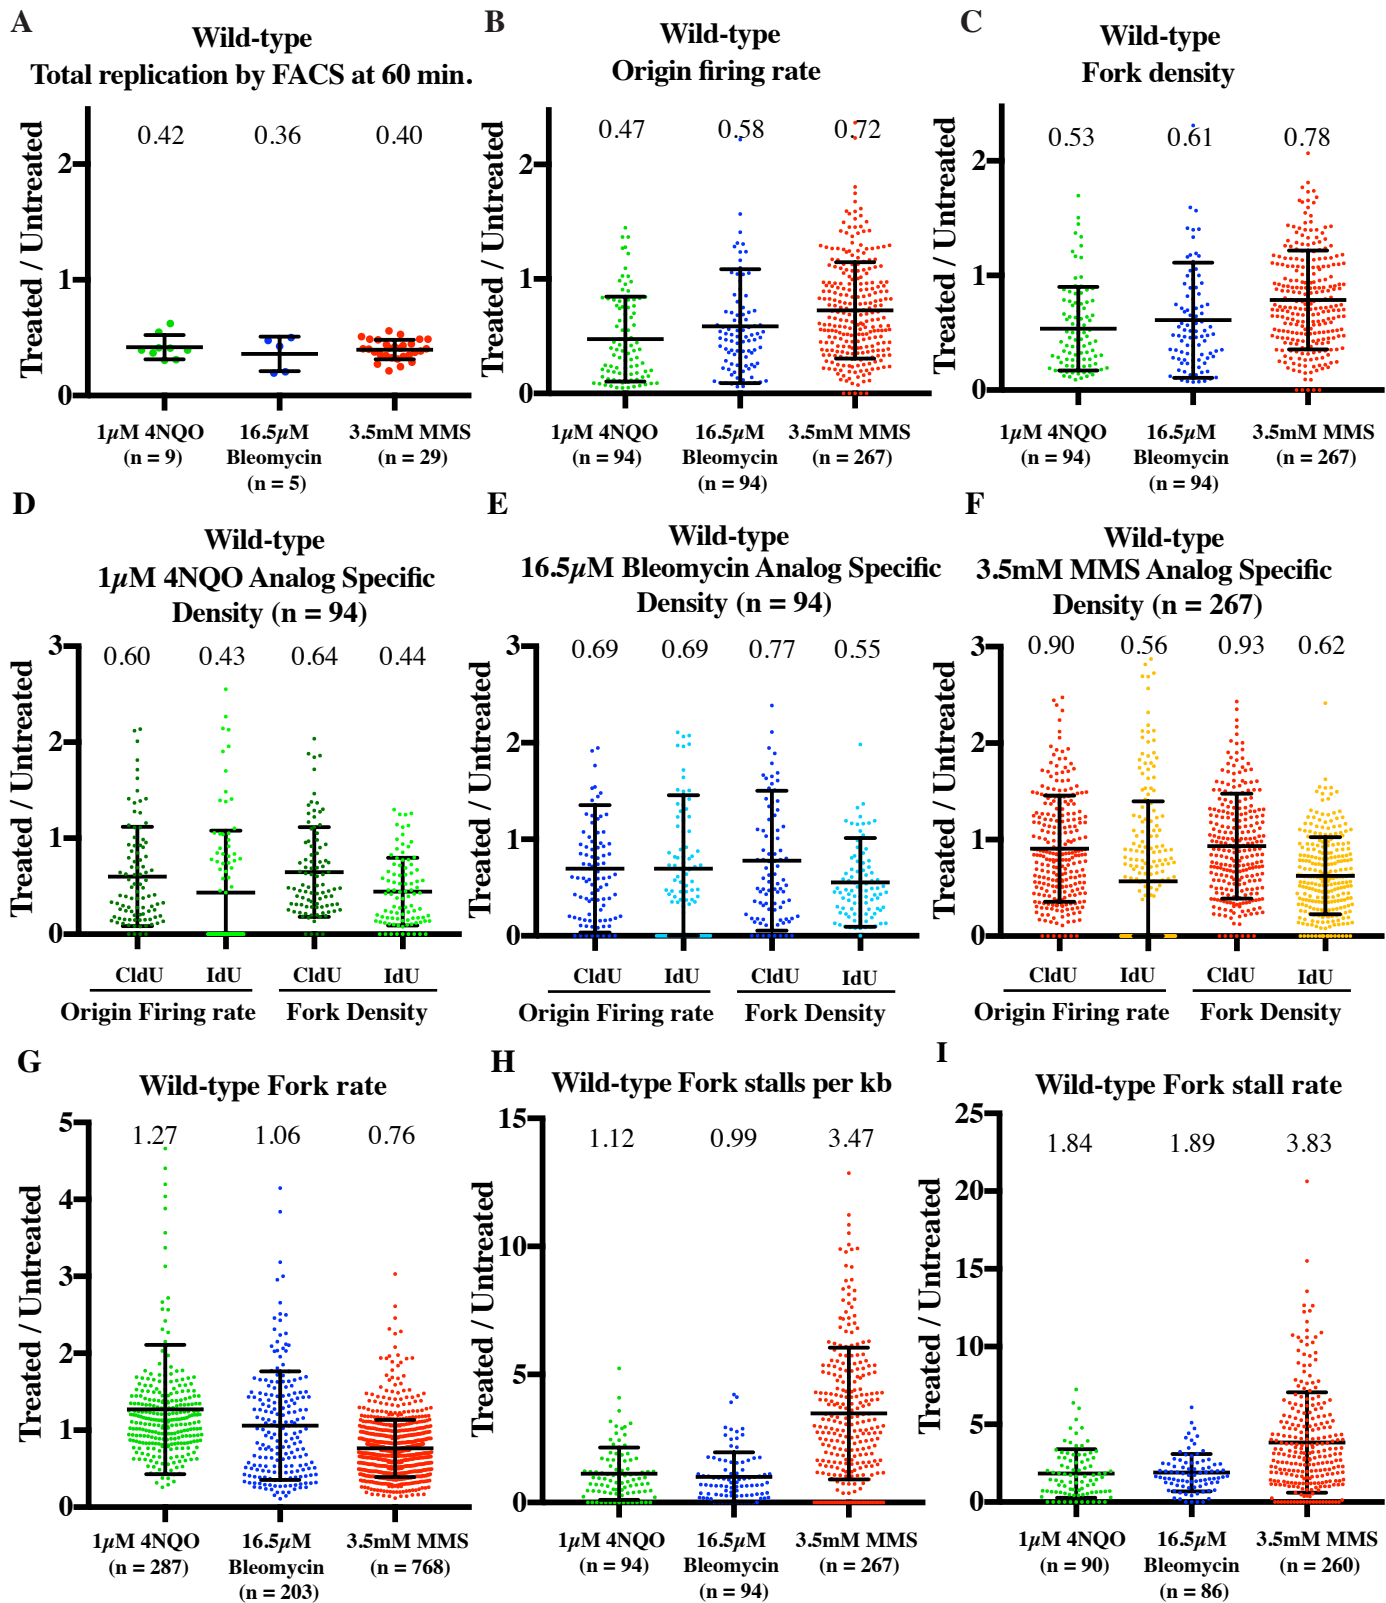 A
Wild-type
Total replication by FACS at 60 min.
Treated / Untreated
2
1
0
0.42
0.36
0.40
1µM 4NQO
(n = 9)
16.5µM
Bleomycin
(n = 5)
3.5mM MMS
(n = 29)
B
Wild-type
Origin firing rate
Treated / Untreated
2
1
0
0.47
0.58
0.72
1µM 4NQO
(n = 94)
16.5µM
Bleomycin
(n = 94)
3.5mM MMS
(n = 267)
C
Wild-type
Fork density
Treated / Untreated
2
1
0
0.53
0.61
0.78
1µM 4NQO
(n = 94)
16.5µM
Bleomycin
(n = 94)
3.5mM MMS
(n = 267)
D
Wild-type
1µM 4NQO Analog Specific
Density (n = 94)
Treated / Untreated
3
2
1
0
0.60
0.43
0.64
0.44
CldU
IdU
CldU
IdU
Origin Firing rate
Fork Density
E
Wild-type
16.5µM Bleomycin Analog Specific
Density (n = 94)
Treated / Untreated
3
2
1
0
0.69
0.69
0.77
0.55
CldU
IdU
CldU
IdU
Origin Firing rate
Fork Density
F
Wild-type
3.5mM MMS Analog Specific
Density (n = 267)
Treated / Untreated
3
2
1
0
0.90
0.56
0.93
0.62
CldU
IdU
CldU
IdU
Origin Firing rate
Fork Density
G
Wild-type Fork rate
Treated / Untreated
5
4
3
2
1
0
1.27
1.06
0.76
1µM 4NQO
(n = 287)
16.5µM
Bleomycin
(n = 203)
3.5mM MMS
(n = 768)
H
Wild-type Fork stalls per kb
Treated / Untreated
15
10
5
0
1.12
0.99
3.47
1µM 4NQO
(n = 94)
16.5µM
Bleomycin
(n = 94)
3.5mM MMS
(n = 267)
I
Wild-type Fork stall rate
Treated / Untreated
25
20
15
10
5
0
1.84
1.89
3.83
1µM 4NQO
(n = 90)
16.5µM
Bleomycin
(n = 86)
3.5mM MMS
(n = 260)